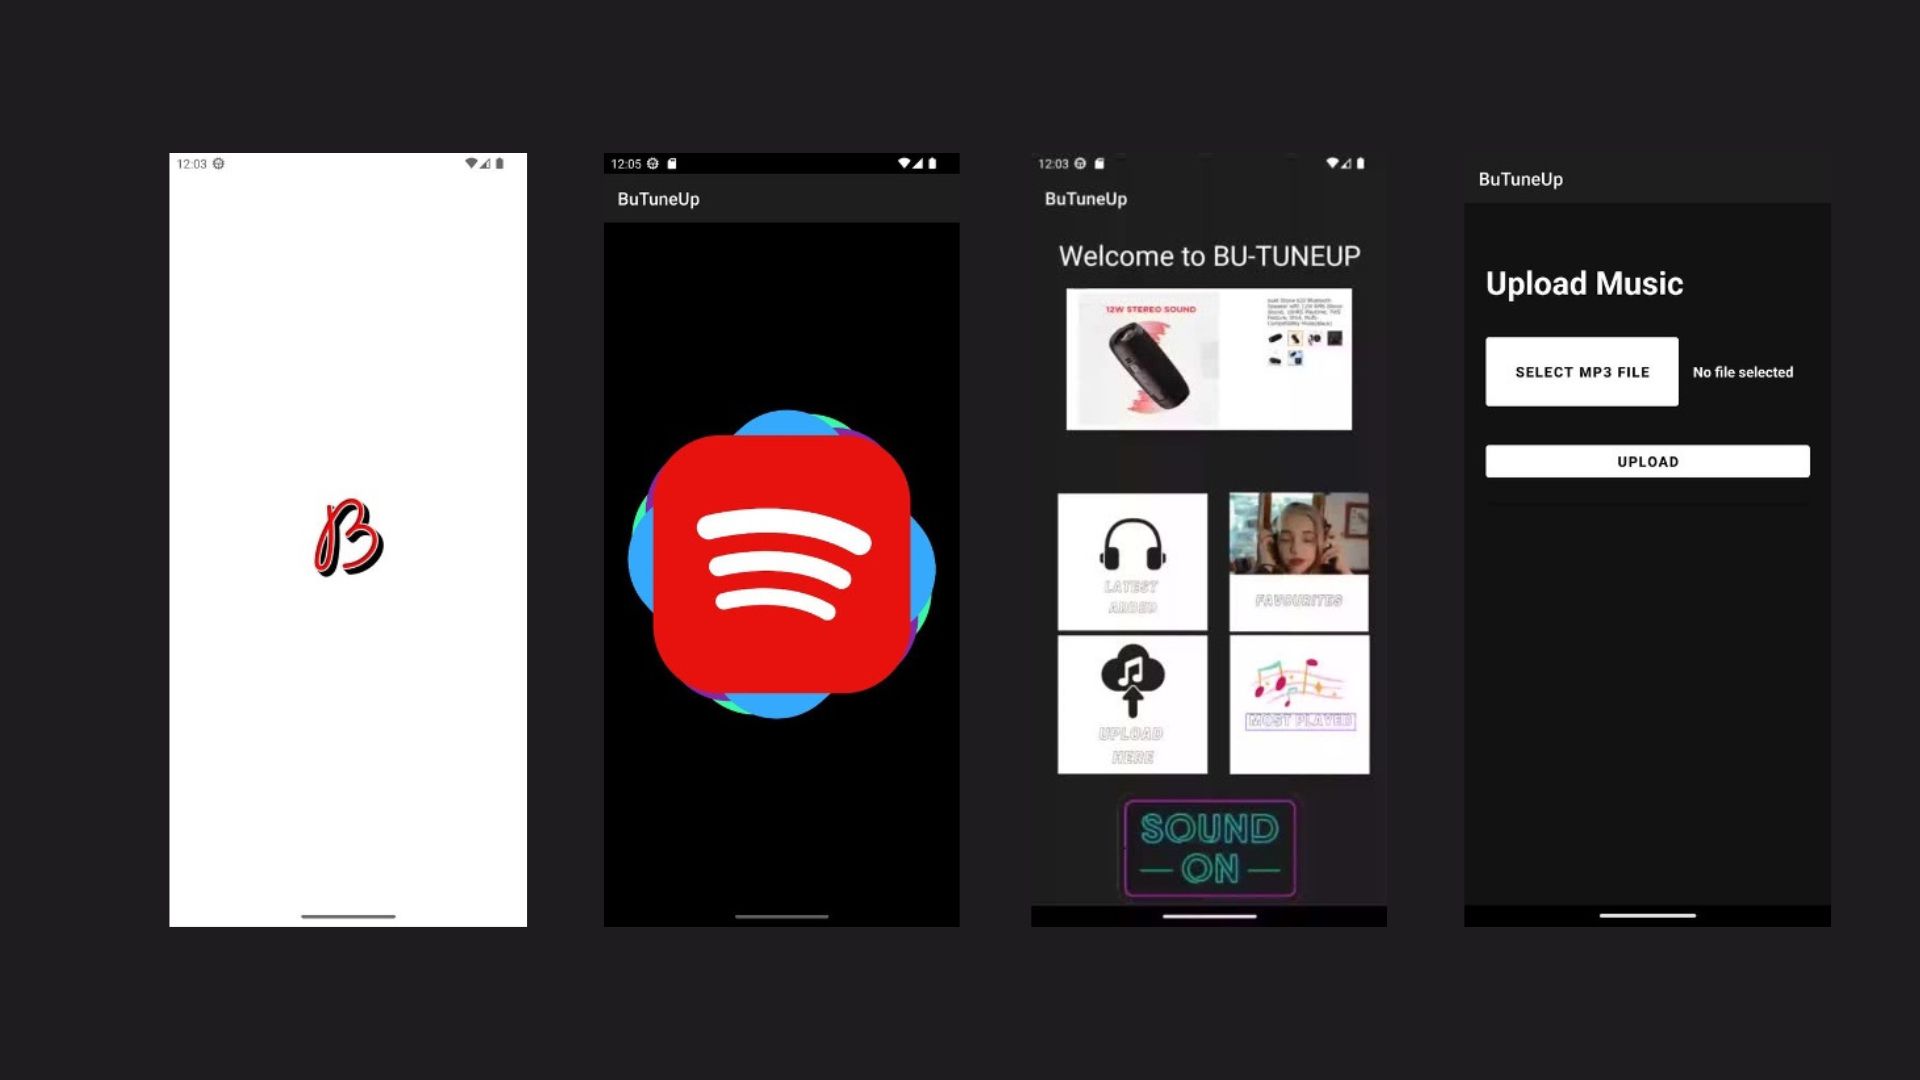 12:03
B
12:05
BuTuneUp
12:03
BuTuneUp
Welcome to BU-TUNEUP
12W STEREO SOUND
LATEST
ADDED
FAVOURITES
UPLOAD
HERE
MOST PLAYED
SOUND
ON
BuTuneUp
Upload Music
SELECT MP3 FILE
No file selected
UPLOAD